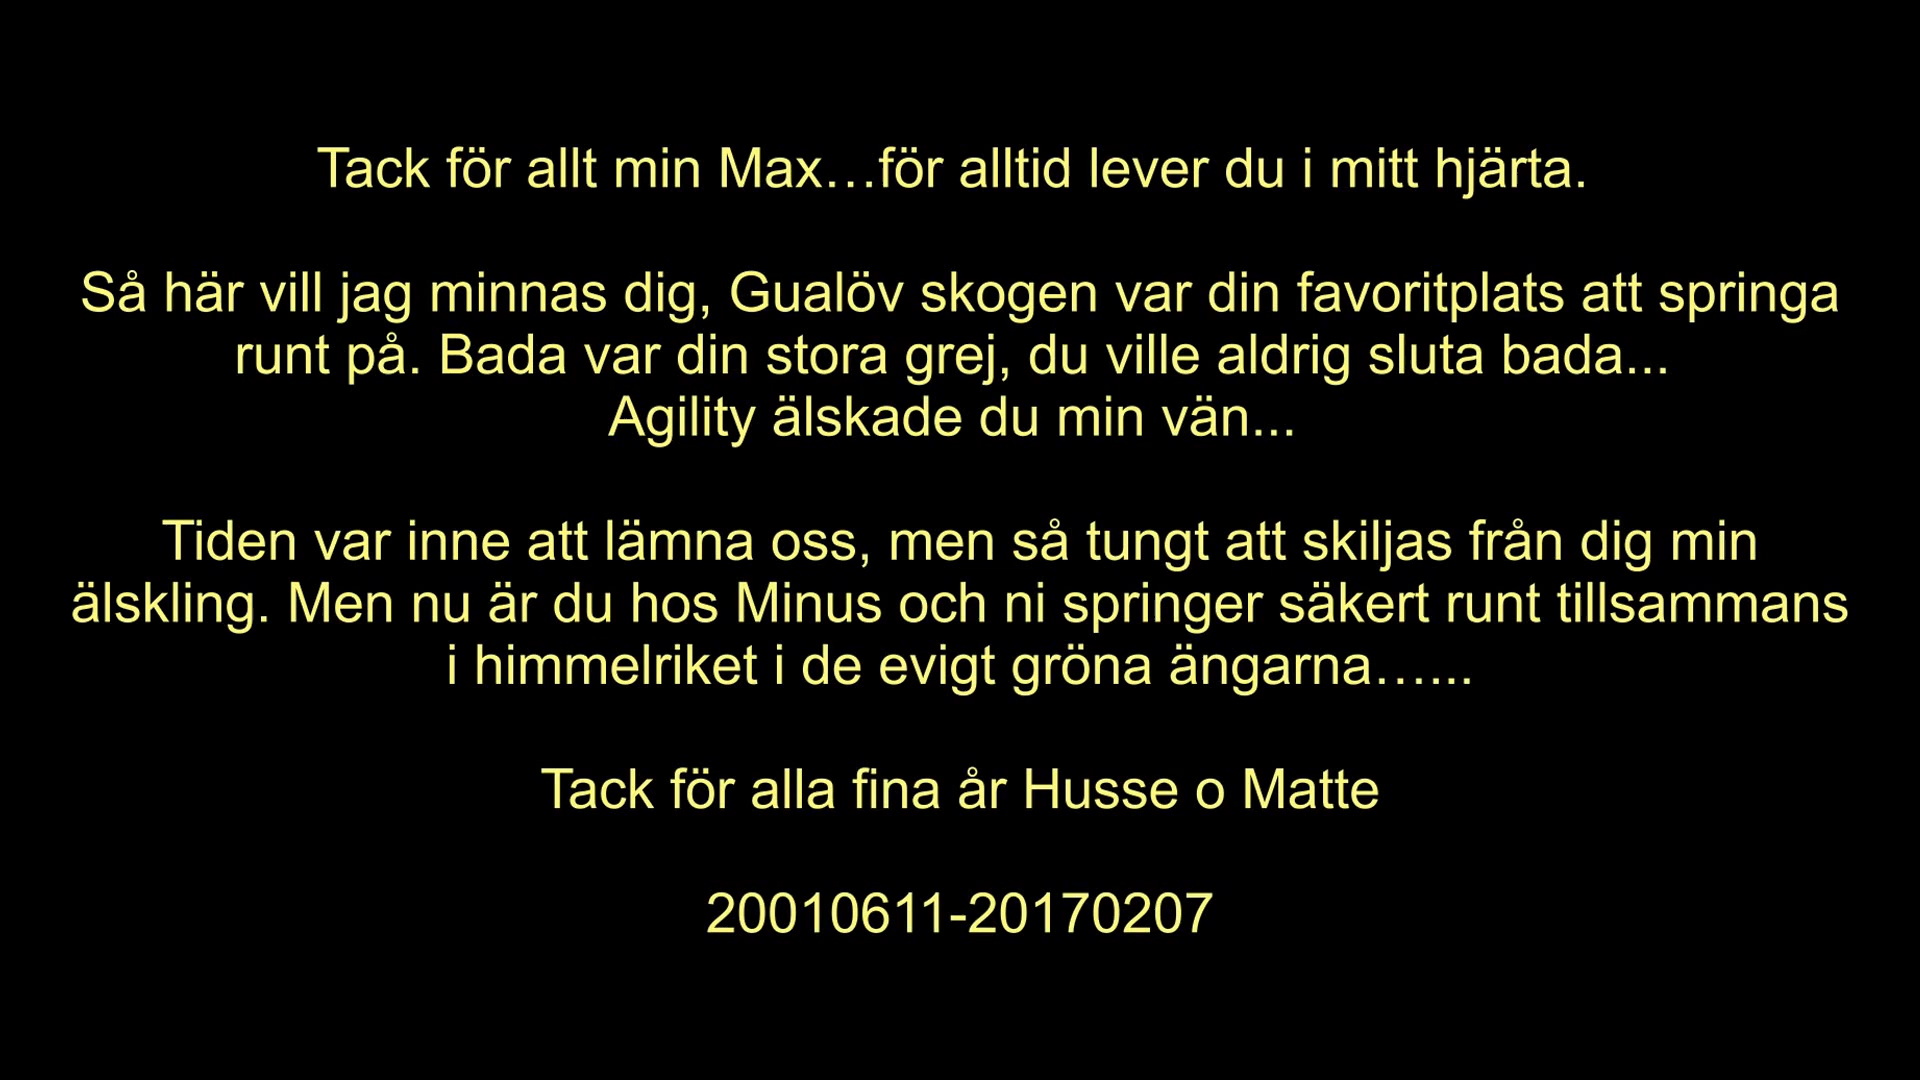 Tack för allt min Max…för alltid lever du i mitt hjärta.
Så här vill jag minnas dig, Gualöv skogen var din favoritplats att springa
runt på. Bada var din stora grej, du ville aldrig sluta bada...
Agility älskade du min vän...
Tiden var inne att lämna oss, men så tungt att skiljas från dig min
älskling. Men nu är du hos Minus och ni springer säkert runt tillsammans
i himmelriket i de evigt gröna ängarna…...
Tack för alla fina år Husse o Matte
20010611-20170207